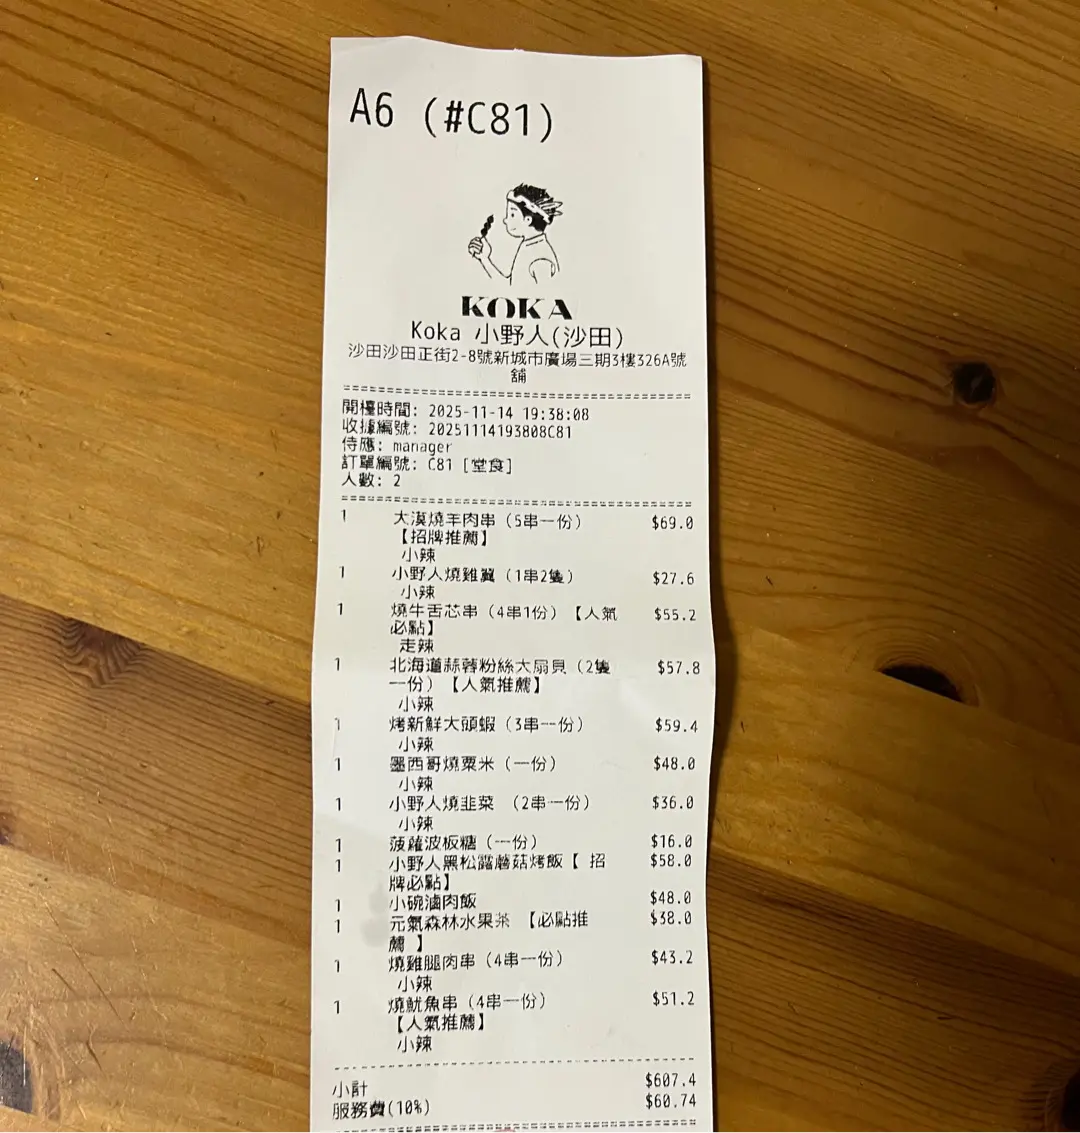 A6 (#C81)
KOKA
Koka 小野人(沙田)
沙田沙田正街2-8號新城市廣場三期3樓326A號
舖
開檯時間: 2025-11-14 19:38:08
收據編號: 20251114193808C81
侍應: manager
訂單編號: C81 [堂食]
人數: 2
1 大漠燒羊肉串 (5串一份) $69.0
【招牌推薦】
小辣
1 小野人燒雞翼 (1串2隻) $27.6
小辣
1 燒牛舌芯串 (4串1份) 【人氣 $55.2
必點】
走辣
1 北海道蒜蓉粉絲大扇貝 (2隻 $57.8
一份) 【人氣推薦】
小辣
1 烤新鮮大頭蝦 (3串一份) $59.4
小辣
1 墨西哥燒粟米 (一份) $48.0
小辣
1 小野人燒韭菜 (2串一份) $36.0
小辣
1 菠蘿波板糖 (一份) $16.0
1 小野人黑松露蘑菇烤飯【 招 $58.0
牌必點】
1 小碗滷肉飯 $48.0
1 元氣森林水果茶 【必點推 $38.0
薦 】
1 燒雞腿肉串 (4串一份) $43.2
小辣
1 燒魷魚串 (4串一份) $51.2
【人氣推薦】
小辣
小計 $607.4
服務費(10%) $60.74